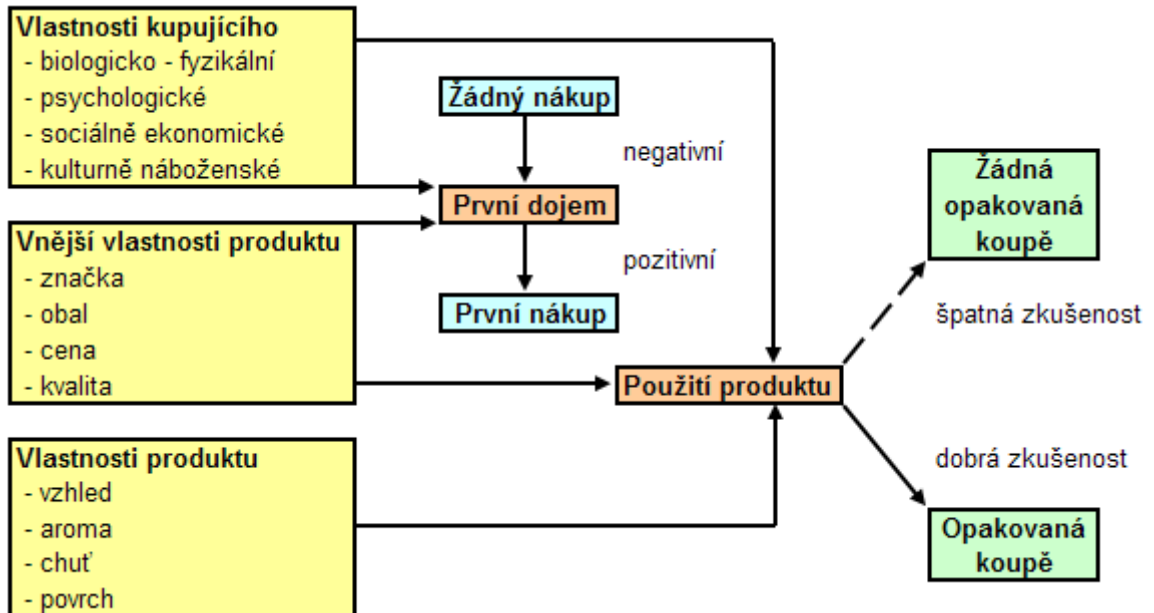 Vlastnosti kupujícího
- biologicko - fyzikální
- psychologické
- sociálně ekonomické
- kulturně náboženské
Vnější vlastnosti produktu
- značka
- obal
- cena
- kvalita
Vlastnosti produktu
- vzhled
- aroma
- chuť
- povrch
Žádný nákup
negativní
První dojem
pozitivní
První nákup
Použití produktu
Žádná
opakovaná
koupě
špatná zkušenost
dobrá zkušenost
Opakovaná
koupě